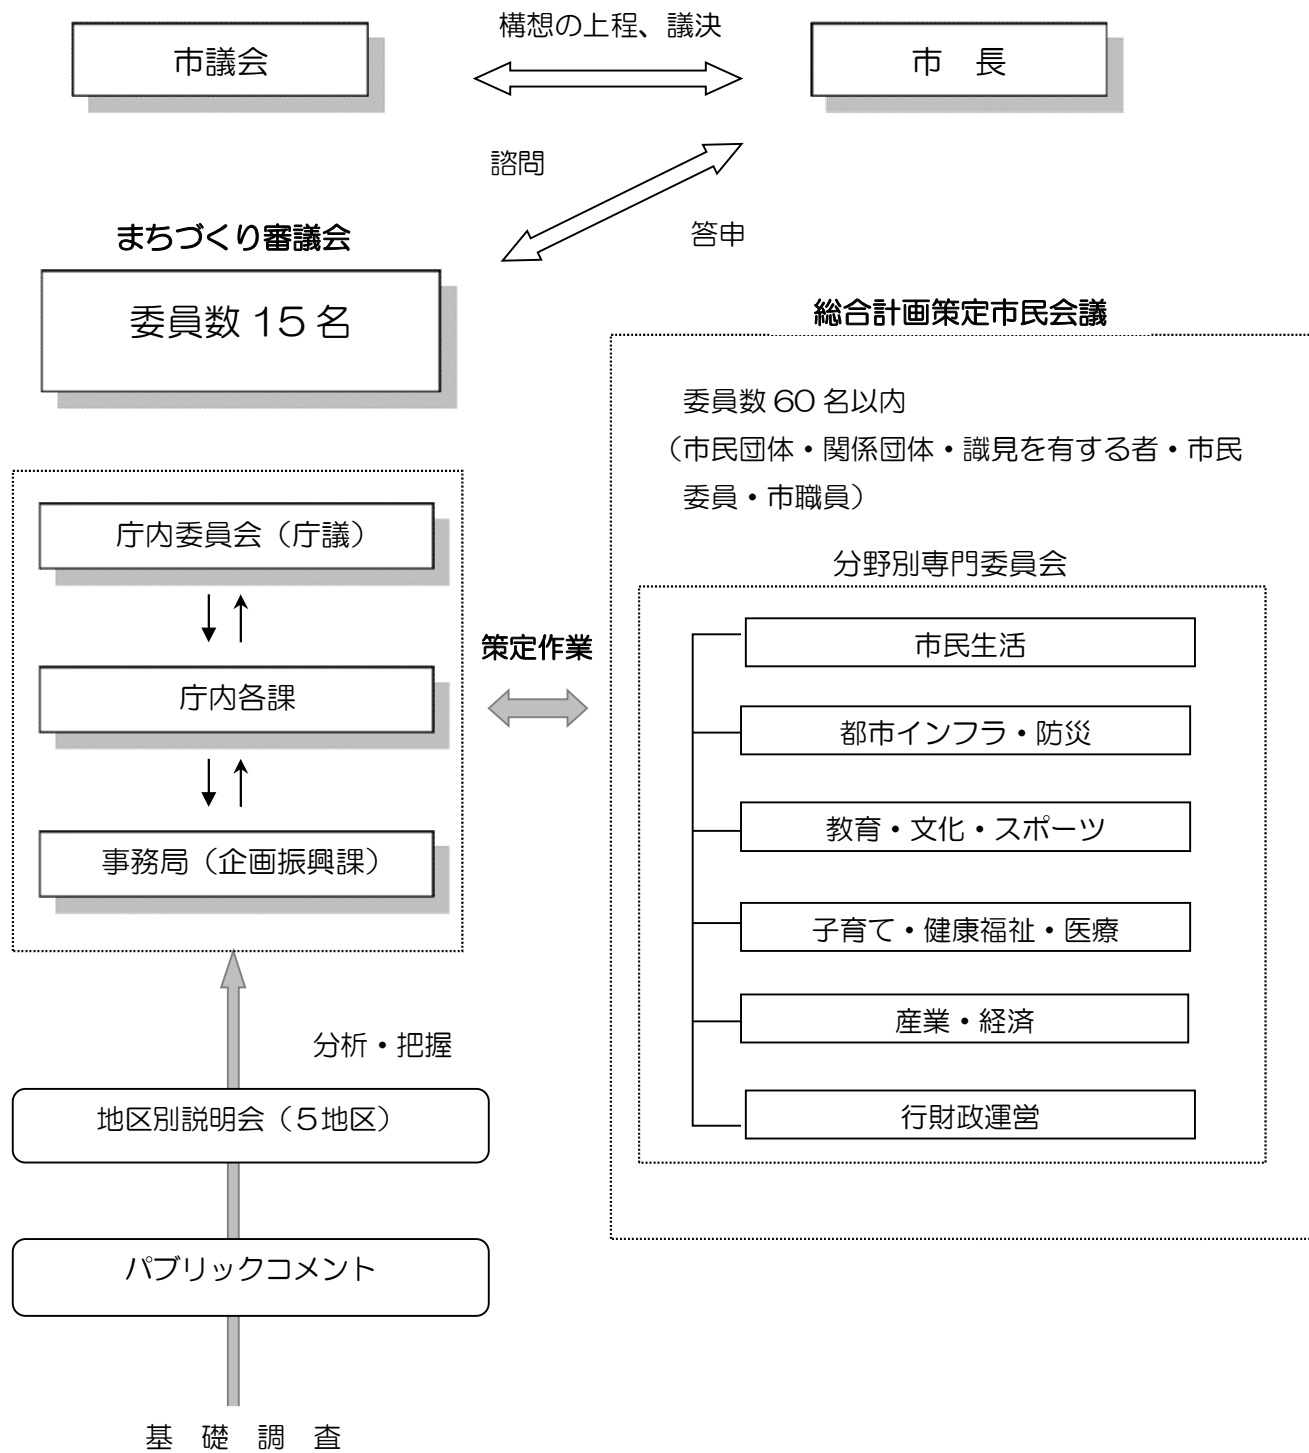 構想の上程、議決
市議会
市　長
諮問
答申
まちづくり審議会
委員数 15 名
総合計画策定市民会議
委員数 60 名以内
（市民団体・関係団体・識見を有する者・市民
委員・市職員）
分野別専門委員会
庁内委員会（庁議）
庁内各課
事務局（企画振興課）
策定作業
市民生活
都市インフラ・防災
教育・文化・スポーツ
子育て・健康福祉・医療
産業・経済
行財政運営
分析・把握
地区別説明会（5地区）
パブリックコメント
基　礎　調　査